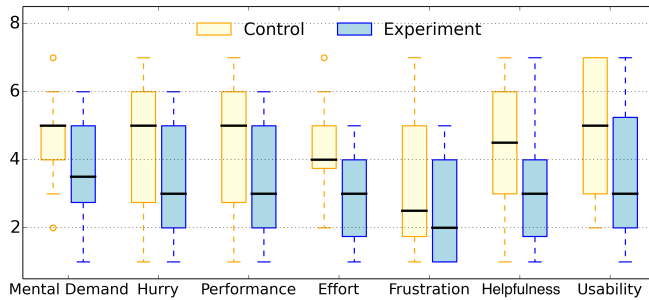 8
Control Experiment
6
4
2
Mental Demand Hurry Performance Effort Frustration Helpfulness Usability